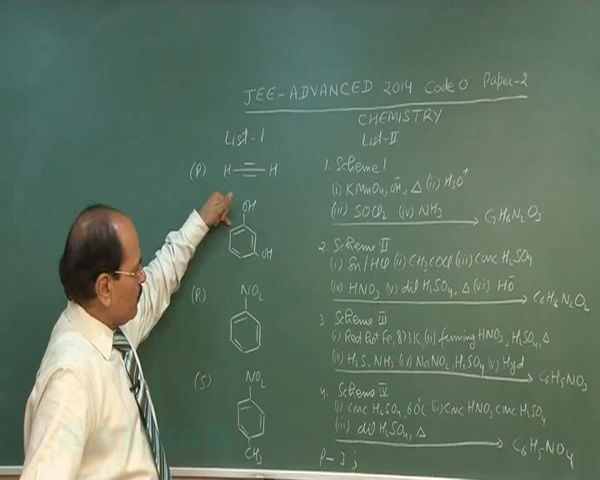 JEE-ADVANCED 2014 Code 0 Paper-2
CHEMISTRY
List-I List-II
(P) H H
OH
OH
(R) NO2
(S) NO2
CH3
1. Scheme I
(i) KMnO4, OH̄, Δ (ii) H3O+
(iii) SOCl2 (iv) NH3 C7H6N2O3
2. Scheme II
(i) Sn/HCl (ii) CH3COCl (iii) Conc H2SO4
(iv) HNO3 (v) dil H2SO4, Δ (vi) HO̅ C6H6N2O2
3. Scheme III
(i) Red hot Fe, 873K (ii) fuming HNO3, H2SO4, Δ
(iii) H2S, NH3 (iv) NaNO2, H2SO4 (v) Hyd C6H5NO3
4. Scheme IV
(i) Conc H2SO4, 60°C (ii) Conc HNO3 conc H2SO4
(iii) dil H2SO4, Δ C6H5NO4
P-3;